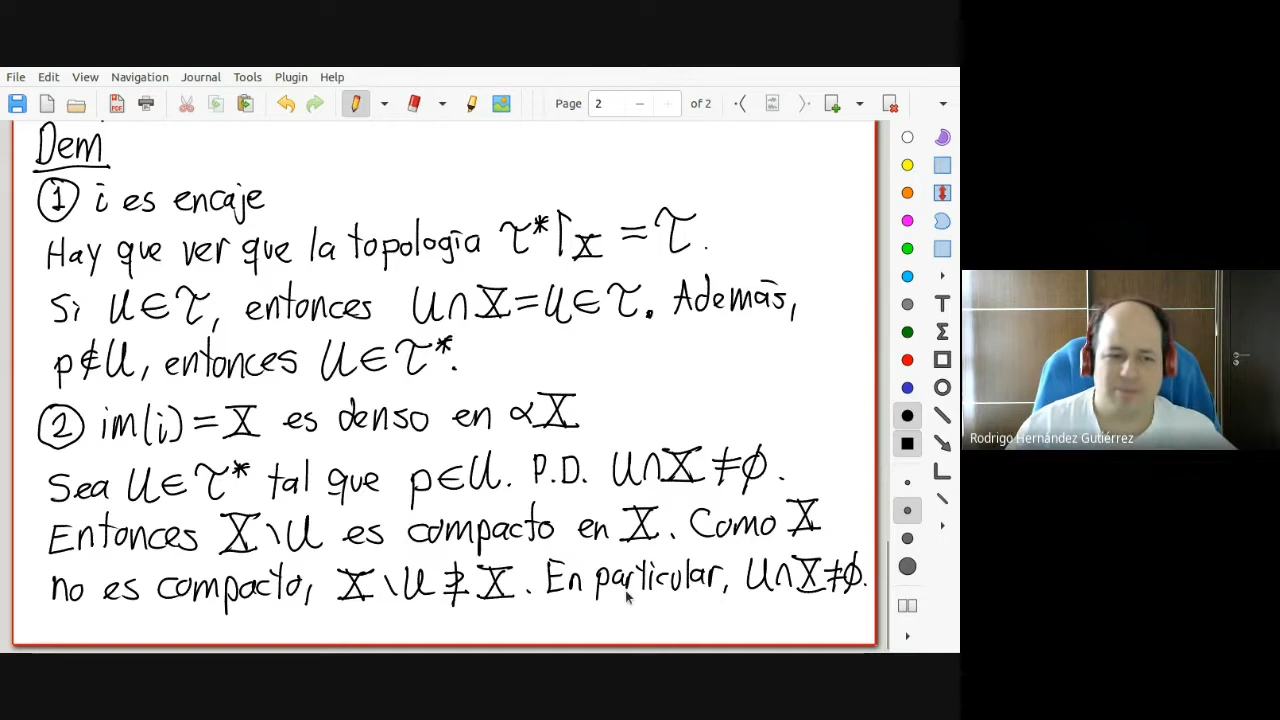 File Edit View Navigation Journal Tools Plugin Help
Page 2 of 2
Dem
① i es encaje
Hay que ver que la topología τ*↾X = τ.
Si U∈τ, entonces U∩X=U∈τ. Además,
p∉U, entonces U∈τ*.
② im(i)=X es denso en αX
Sea U∈τ* tal que p∈U. P.D. U∩X≠∅.
Entonces X∖U es compacto en X. Como X
no es compacto, X∖U ⊉ X. En particular, U∩X≠∅.
Rodrigo Hernández Gutiérrez